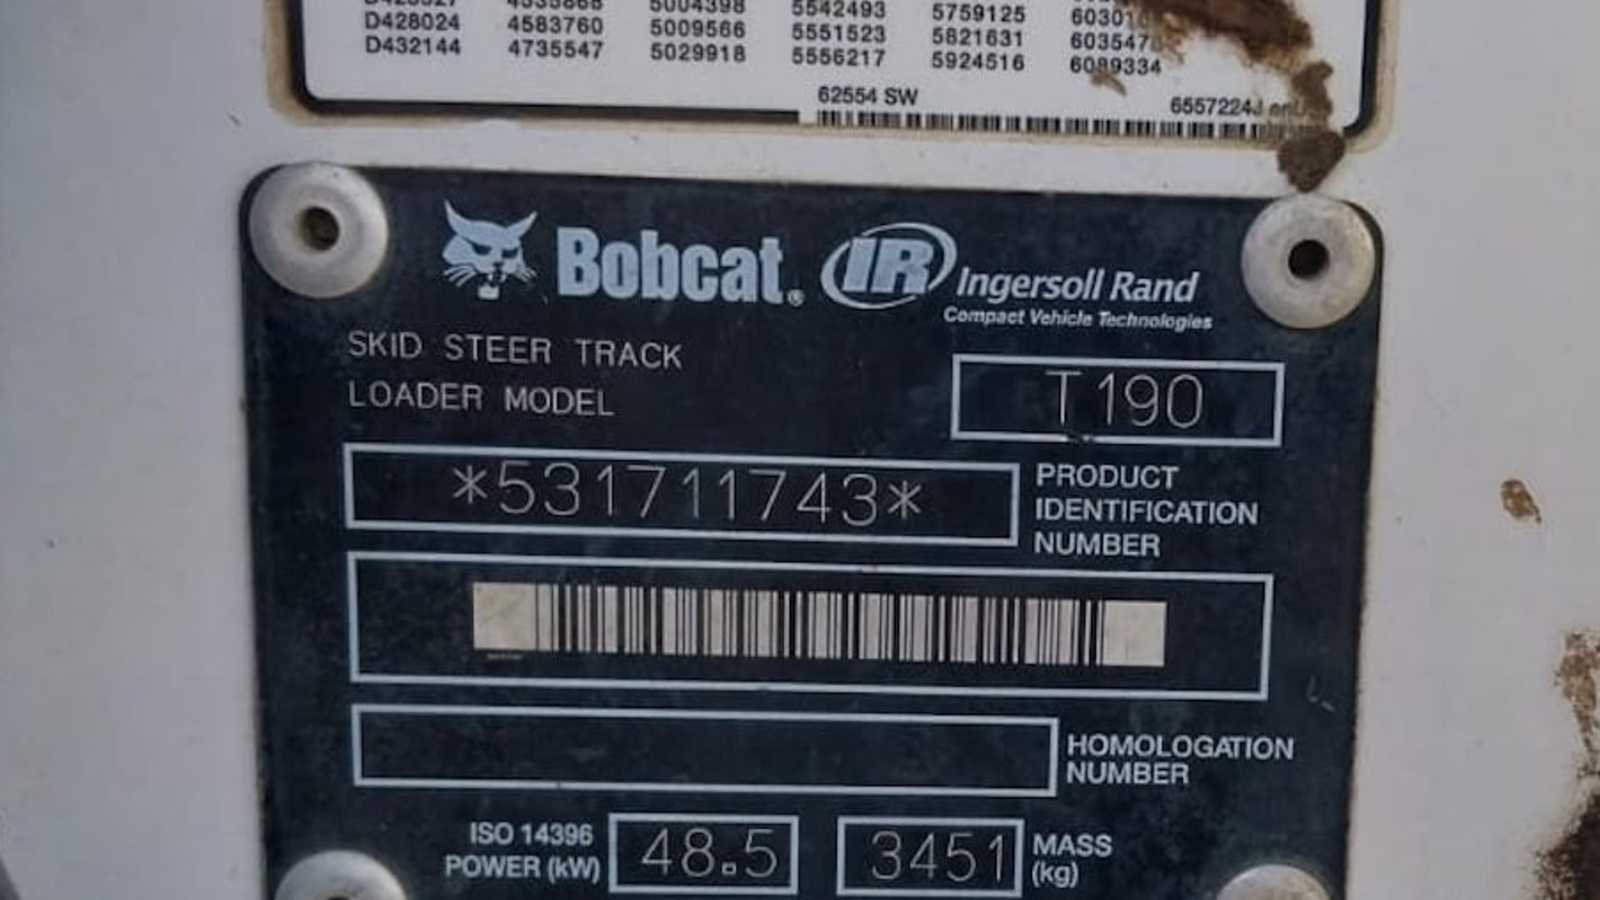 4535868 5004398 5542493 5759125
D428024 4583760 5009566 5551523 5821631
D432144 4735547 5029918 5556217 5924516 6089334
62554 SW
Bobcat® IR Ingersoll Rand
Compact Vehicle Technologies
SKID STEER TRACK
LOADER MODEL
T190
*531711743*
PRODUCT
IDENTIFICATION
NUMBER
HOMOLOGATION
NUMBER
ISO 14396
POWER (kW)
48.5
3451
MASS
(kg)